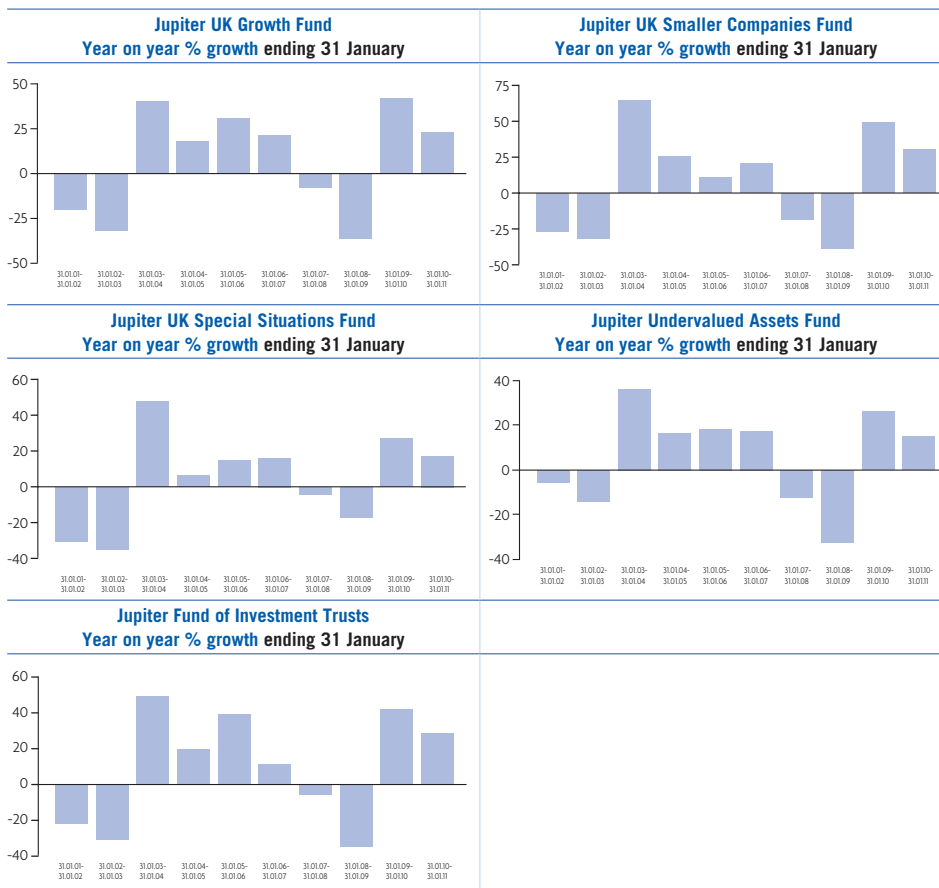 Jupiter UK Growth Fund
Year on year % growth ending 31 January
50
25
0
-25
-50
31.01.01- 31.01.02- 31.01.03- 31.01.04- 31.01.05- 31.01.06- 31.01.07- 31.01.08- 31.01.09- 31.01.10-
31.01.02 31.01.03 31.01.04 31.01.05 31.01.06 31.01.07 31.01.08 31.01.09 31.01.10 31.01.11
Jupiter UK Smaller Companies Fund
Year on year % growth ending 31 January
75
50
25
0
-25
-50
31.01.01- 31.01.02- 31.01.03- 31.01.04- 31.01.05- 31.01.06- 31.01.07- 31.01.08- 31.01.09- 31.01.10-
31.01.02 31.01.03 31.01.04 31.01.05 31.01.06 31.01.07 31.01.08 31.01.09 31.01.10 31.01.11
Jupiter UK Special Situations Fund
Year on year % growth ending 31 January
60
40
20
0
-20
-40
31.01.01- 31.01.02- 31.01.03- 31.01.04- 31.01.05- 31.01.06- 31.01.07- 31.01.08- 31.01.09- 31.01.10-
31.01.02 31.01.03 31.01.04 31.01.05 31.01.06 31.01.07 31.01.08 31.01.09 31.01.10 31.01.11
Jupiter Undervalued Assets Fund
Year on year % growth ending 31 January
40
20
0
-20
-40
31.01.01- 31.01.02- 31.01.03- 31.01.04- 31.01.05- 31.01.06- 31.01.07- 31.01.08- 31.01.09- 31.01.10-
31.01.02 31.01.03 31.01.04 31.01.05 31.01.06 31.01.07 31.01.08 31.01.09 31.01.10 31.01.11
Jupiter Fund of Investment Trusts
Year on year % growth ending 31 January
60
40
20
0
-20
-40
31.01.01- 31.01.02- 31.01.03- 31.01.04- 31.01.05- 31.01.06- 31.01.07- 31.01.08- 31.01.09- 31.01.10-
31.01.02 31.01.03 31.01.04 31.01.05 31.01.06 31.01.07 31.01.08 31.01.09 31.01.10 31.01.11